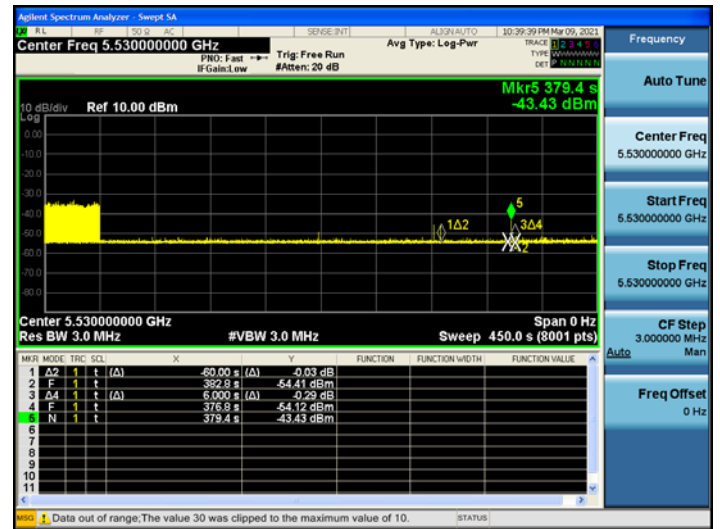 Agilent Spectrum Analyzer - Swept SA
RL RF 50 Ω AC SENSE:INT ALIGN AUTO 10:39:39 PM Mar 09, 2021
Center Freq 5.530000000 GHz Avg Type: Log-Pwr TRACE 1 2 3 4 5 6
PNO: Fast Trig: Free Run TYPE
IFGain:Low #Atten: 20 dB DET P N N N N N
Mkr5 379.4 s
10 dB/div Ref 10.00 dBm -43.43 dBm
Log
0.00
-10.0
-20.0
-30.0
-40.0
-50.0
-60.0
-70.0
-80.0
5
1Δ2 3Δ4
2
Center 5.530000000 GHz Span 0 Hz
Res BW 3.0 MHz #VBW 3.0 MHz Sweep 450.0 s (8001 pts)
MKR MODE TRC SCL X Y FUNCTION FUNCTION WIDTH FUNCTION VALUE
1 Δ2 1 t (Δ) -60.00 s (Δ) -0.03 dB
2 F 1 t 382.8 s -54.41 dBm
3 Δ4 1 t (Δ) 6.000 s (Δ) -0.29 dB
4 F 1 t 376.8 s -54.12 dBm
5 N 1 t 379.4 s -43.43 dBm
6
7
8
9
10
11
MSG Data out of range;The value 30 was clipped to the maximum value of 10. STATUS
Frequency
Auto Tune
Center Freq
5.530000000 GHz
Start Freq
5.530000000 GHz
Stop Freq
5.530000000 GHz
CF Step
3.000000 MHz
Auto Man
Freq Offset
0 Hz